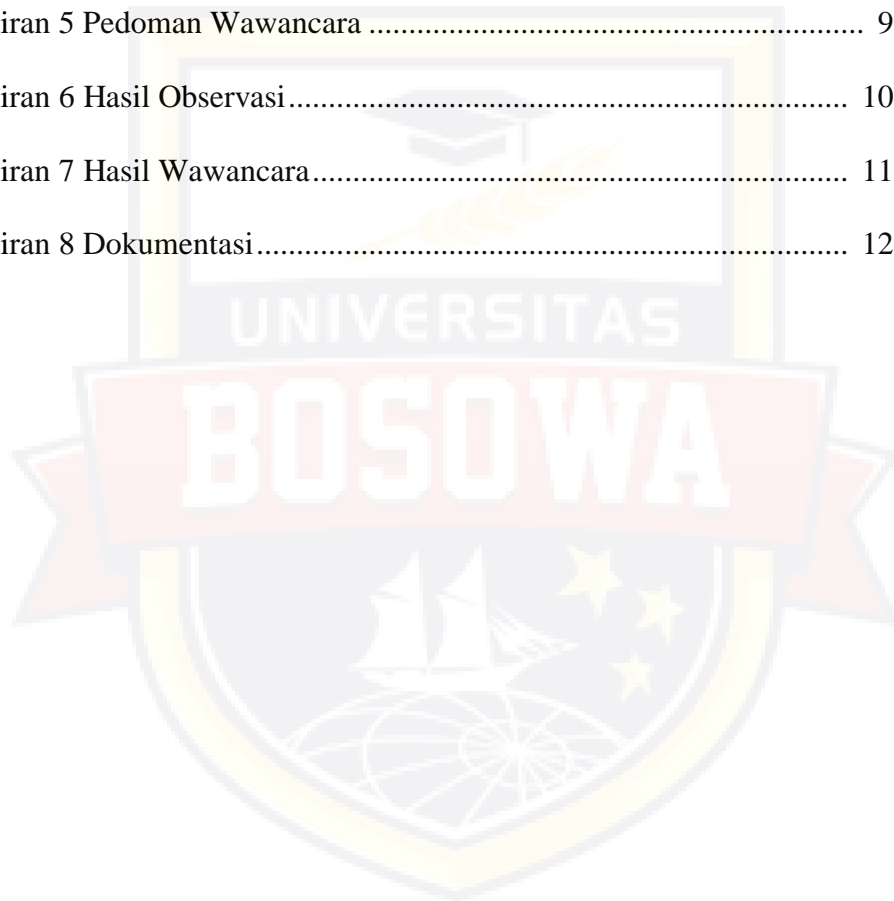 iran 5 Pedoman Wawancara .............................................................. 9
iran 6 Hasil Observasi...................................................................... 10
iran 7 Hasil Wawancara................................................................... 11
iran 8 Dokumentasi.......................................................................... 12
UNIVERSITAS
BOSOWA